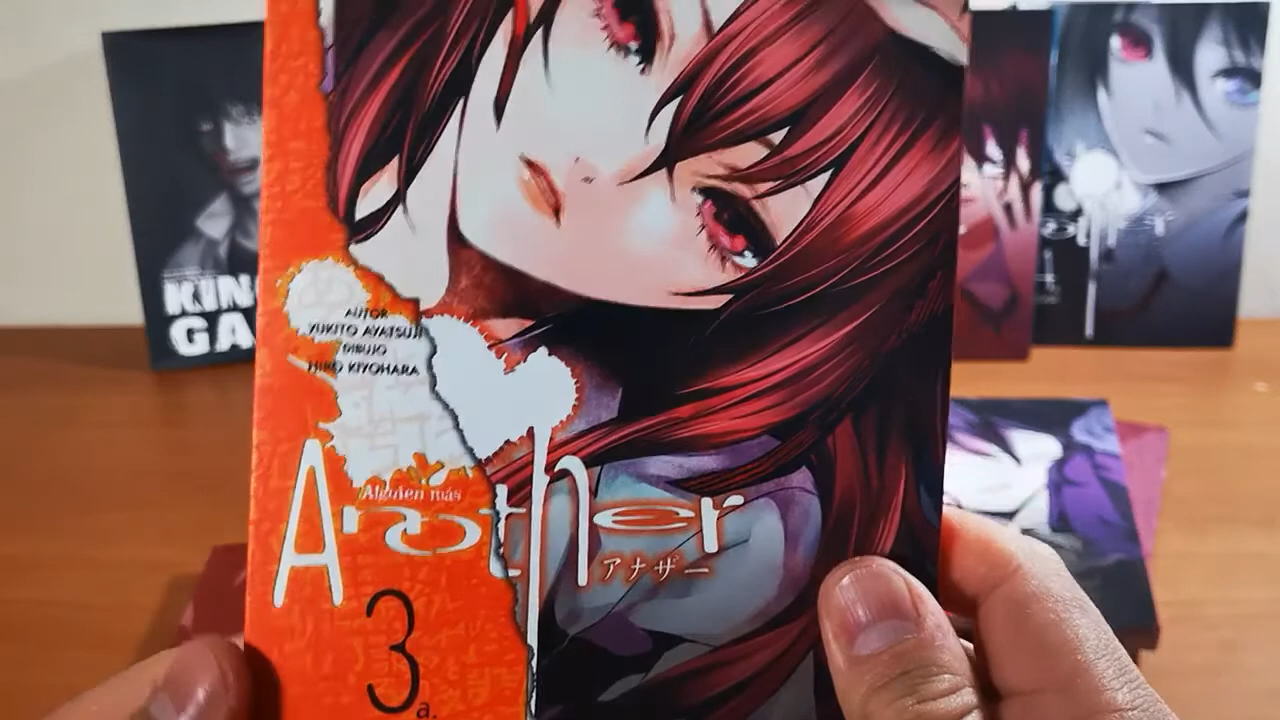 AUTOR
YUKITO AYATSUJI
DIBUJO
HIRO KIYOHARA
Alguien más
Another
アナザー
3
a.
KIN
GA